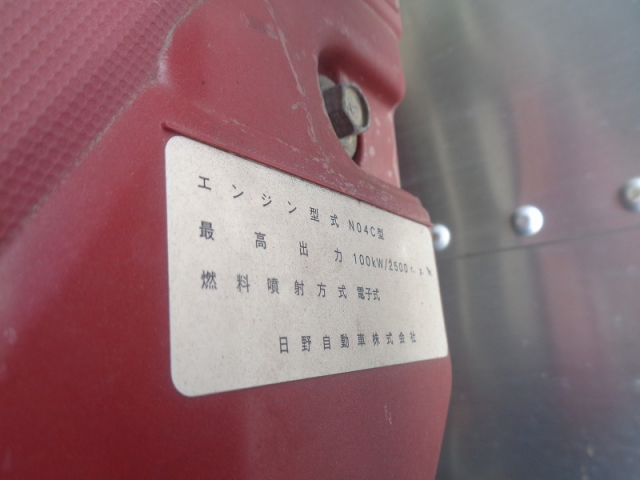 エンジン型式 N04C型
最高出力 100kW/2500r.p.m
燃料噴射方式 電子式
日野自動車株式会社